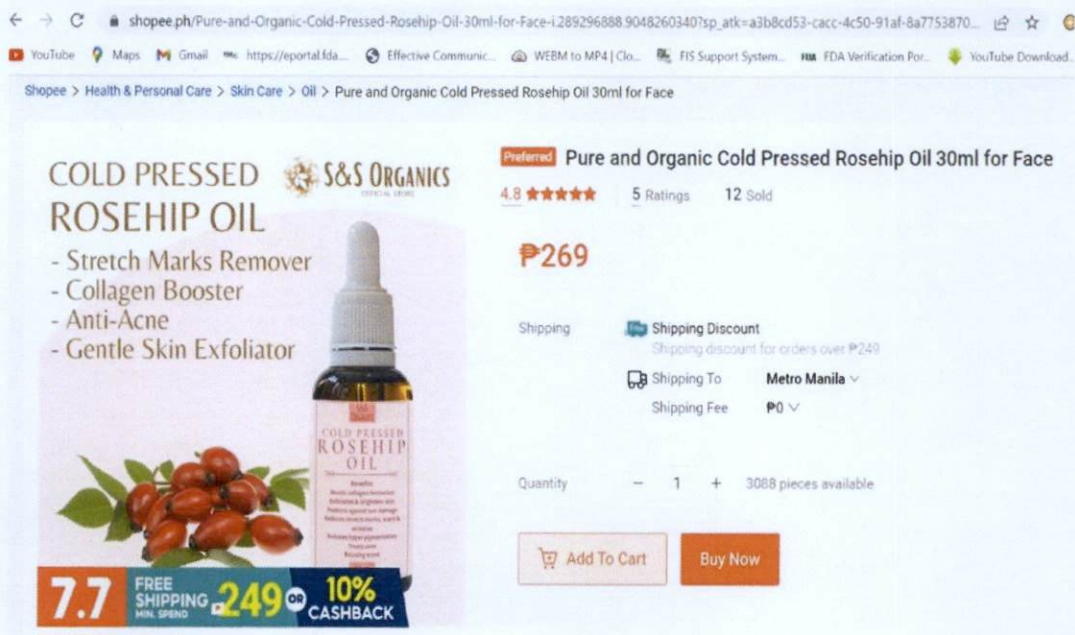 shopee.ph/Pure-and-Organic-Cold-Pressed-Rosehip-Oil-30ml-for-Face-i.289296888.9048260340?sp_atk=a3b8cd53-cacc-4c50-91af-8a7753870...
YouTube Maps Gmail https://eportal.fda.... Effective Communic... WEBM to MP4 | Clo... FIS Support System... FDA Verification Por... YouTube Download...
Shopee > Health & Personal Care > Skin Care > Oil > Pure and Organic Cold Pressed Rosehip Oil 30ml for Face
COLD PRESSED
ROSEHIP OIL
S&S ORGANICS
OFFICIAL STORE
- Stretch Marks Remover
- Collagen Booster
- Anti-Acne
- Gentle Skin Exfoliator
COLD PRESSED
ROSEHIP
OIL
Benefits
7.7
FREE
SHIPPING
MIN. SPEND
₱249 OR
10%
CASHBACK
Preferred Pure and Organic Cold Pressed Rosehip Oil 30ml for Face
4.8 5 Ratings 12 Sold
₱269
Shipping Shipping Discount
Shipping discount for orders over ₱249
Shipping To Metro Manila
Shipping Fee ₱0
Quantity - 1 + 3088 pieces available
Add To Cart Buy Now